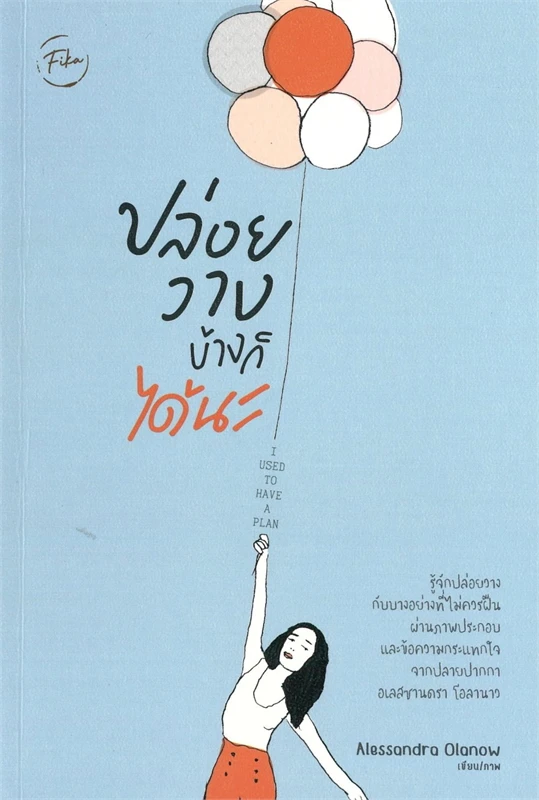 Fika
ปล่อย
วาง
บ้างก็
ได้นะ
I
USED
TO
HAVE
A
PLAN
รู้จักปล่อยวาง
กับบางอย่างที่ไม่ควรฝืน
ผ่านภาพประกอบ
และข้อความกระแทกใจ
จากปลายปากกา
อเลสซานดรา โอลานาว
Alessandra Olanow
เขียน/ภาพ